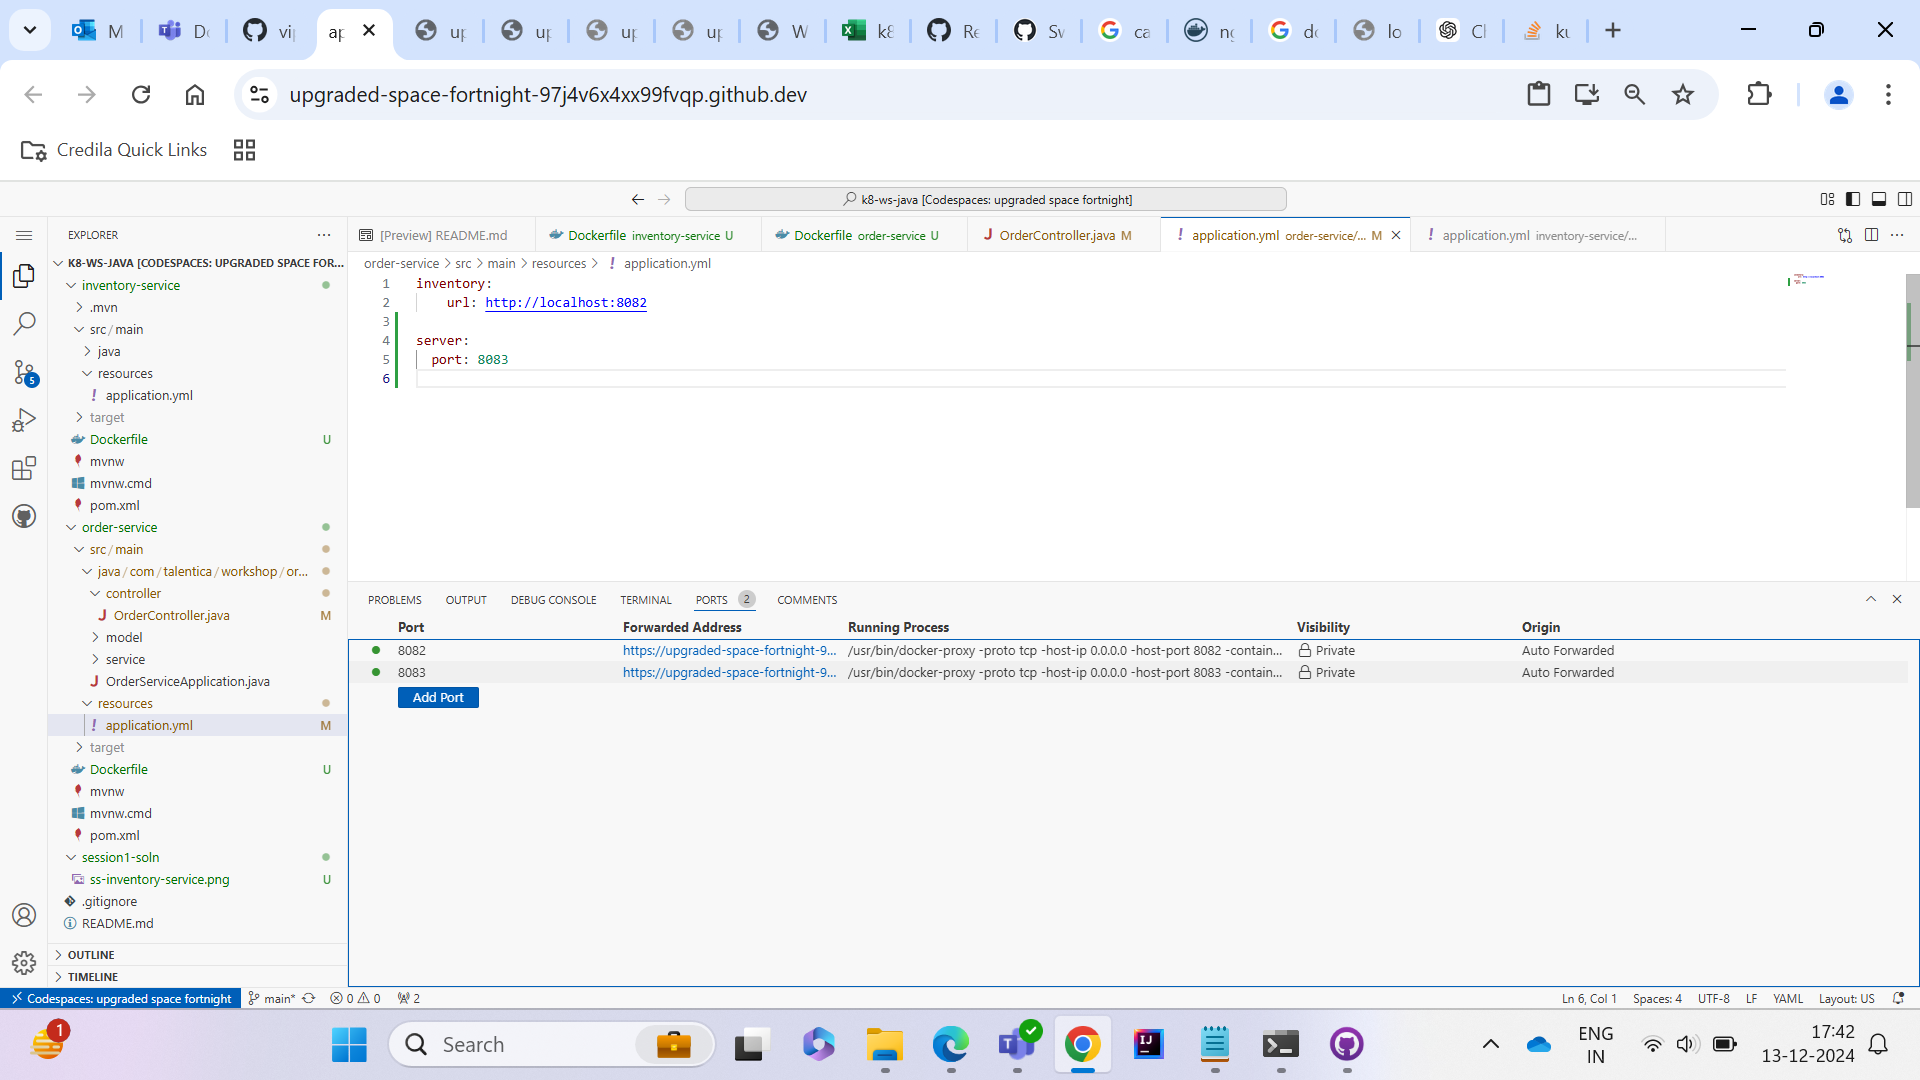 M
Do
vi
ap
up
up
up
up
W
k8
Re
Sw
ca
ng
do
lo
Ch
ku
upgraded-space-fortnight-97j4v6x4xx99fvqp.github.dev
Credila Quick Links
k8-ws-java [Codespaces: upgraded space fortnight]
EXPLORER
K8-WS-JAVA [CODESPACES: UPGRADED SPACE FOR...
inventory-service
.mvn
src / main
java
resources
! application.yml
target
Dockerfile U
mvnw
mvnw.cmd
pom.xml
order-service
src / main
java / com / talentica / workshop / or...
controller
J OrderController.java M
model
service
J OrderServiceApplication.java
resources
! application.yml M
target
Dockerfile U
mvnw
mvnw.cmd
pom.xml
session1-soln
ss-inventory-service.png U
.gitignore
README.md
OUTLINE
TIMELINE
5
[Preview] README.md
Dockerfile inventory-service U
Dockerfile order-service U
J OrderController.java M
! application.yml order-service/... M
! application.yml inventory-service/...
order-service > src > main > resources > ! application.yml
1 inventory:
2 url: http://localhost:8082
3
4 server:
5 port: 8083
6
PROBLEMS OUTPUT DEBUG CONSOLE TERMINAL PORTS 2 COMMENTS
Port Forwarded Address Running Process Visibility Origin
8082 https://upgraded-space-fortnight-9... /usr/bin/docker-proxy -proto tcp -host-ip 0.0.0.0 -host-port 8082 -contain... Private Auto Forwarded
8083 https://upgraded-space-fortnight-9... /usr/bin/docker-proxy -proto tcp -host-ip 0.0.0.0 -host-port 8083 -contain... Private Auto Forwarded
Add Port
Codespaces: upgraded space fortnight main* 0 0 2
Ln 6, Col 1 Spaces: 4 UTF-8 LF YAML Layout: US
1
Search
ENG
IN
17:42
13-12-2024